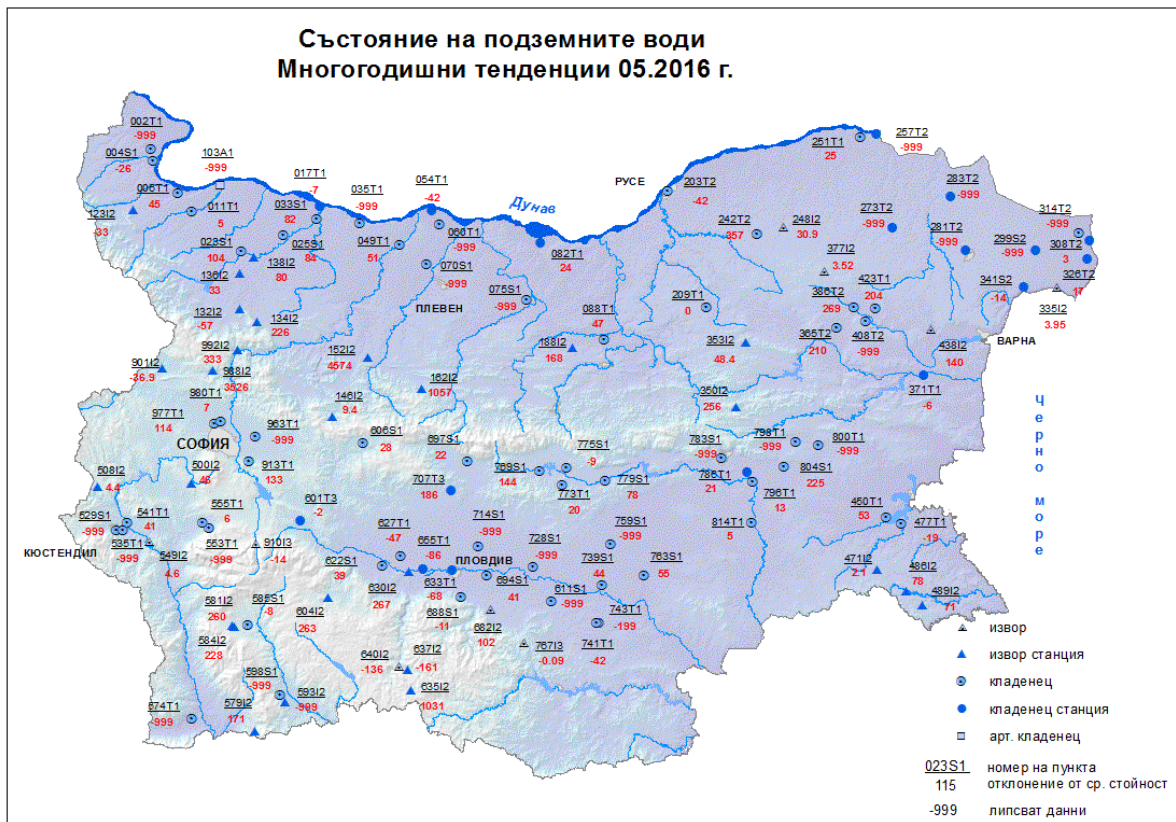 Състояние на подземните води
Многогодишни тенденции 05.2016 г.
002T1
-999
004S1
-26
103A1
-999
006T1
45
011T1
5
123I2
-33
017T1
-7
033S1
82
035T1
-999
054T1
-42
Дунав
060T1
-999
049T1
51
023S1
104
025S1
84
138I2
80
136I2
33
070S1
-999
082T1
24
075S1
-999
ПЛЕВЕН
088T1
47
132I2
-57
134I2
226
992I2
333
988I2
3526
901I2
-36.9
152I2
4574
188I2
168
162I2
1057
146I2
9.4
РУСЕ
203T2
-42
251T1
25
257T2
-999
283T2
-999
242T2
357
248I2
30.9
273T2
-999
281T2
-999
299S2
-999
314T2
-999
308T2
3
326T2
17
377I2
3.52
423T1
204
386T2
269
341S2
-14
335I2
3.95
209T1
0
365T2
210
408T2
-999
438I2
140
ВАРНА
353I2
48.4
350I2
256
371T1
-6
Черно море
980T1
7
977T1
114
СОФИЯ
963T1
-999
913T1
133
606S1
28
697S1
22
775S1
-9
769S1
144
773T1
20
779S1
78
783S1
-999
798T1
-999
800T1
-999
786T1
21
804S1
225
796T1
13
508I2
4.4
500I2
46
707T3
186
601T3
-2
529S1
-999
541T1
41
555T1
6
535T1
-999
553T1
-999
КЮСТЕНДИЛ
549I2
4.6
910I3
-14
627T1
-47
714S1
-999
655T1
-86
ПЛОВДИВ
728S1
-999
759S1
-999
739S1
44
763S1
55
814T1
5
450T1
53
477T1
-19
471I2
2.1
486I2
78
489I2
71
622S1
39
630I2
267
633T1
-68
694S1
41
611S1
-999
688S1
-11
682I2
102
743T1
-199
741T1
-42
767I3
-0.09
581I2
260
585S1
-8
604I2
263
584I2
228
640I2
-136
637I2
-161
635I2
1031
598S1
-999
593I2
-999
579I2
171
574T1
-999
извор
извор станция
кладенец
кладенец станция
арт. кладенец
023S1 номер на пункта
115 отклонение от ср. стойност
-999 липсват данни